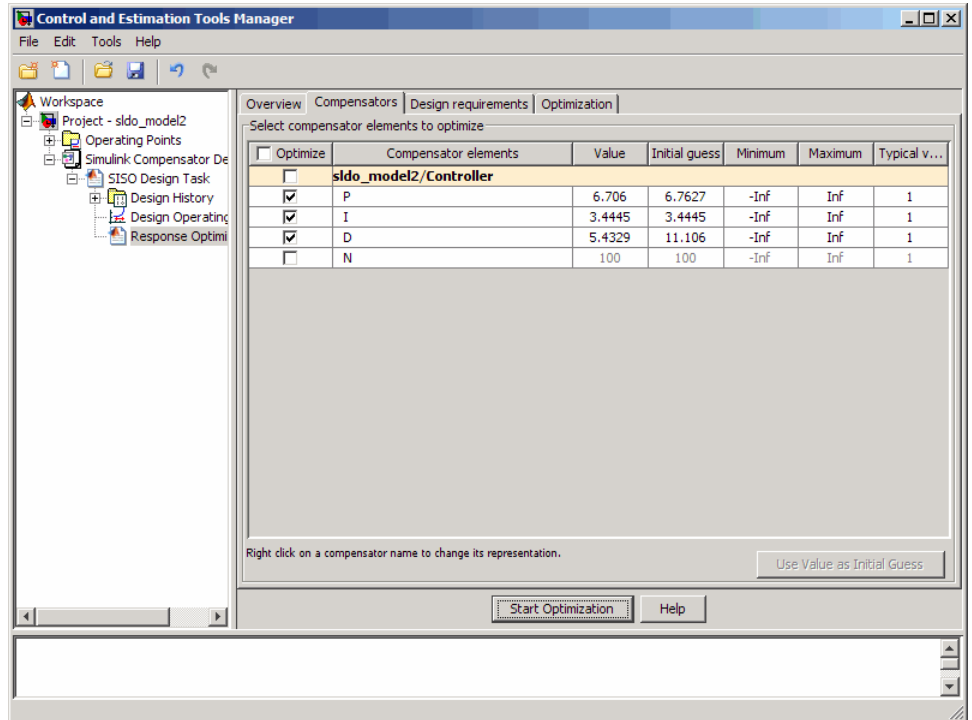 Control and Estimation Tools Manager
File Edit Tools Help
Workspace
Project - sldo_model2
Operating Points
Simulink Compensator De
SISO Design Task
Design History
Design Operating
Response Optimi
Overview Compensators Design requirements Optimization
Select compensator elements to optimize
Optimize Compensator elements Value Initial guess Minimum Maximum Typical v...
sldo_model2/Controller
P 6.706 6.7627 -Inf Inf 1
I 3.4445 3.4445 -Inf Inf 1
D 5.4329 11.106 -Inf Inf 1
N 100 100 -Inf Inf 1
Right click on a compensator name to change its representation.
Use Value as Initial Guess
Start Optimization Help